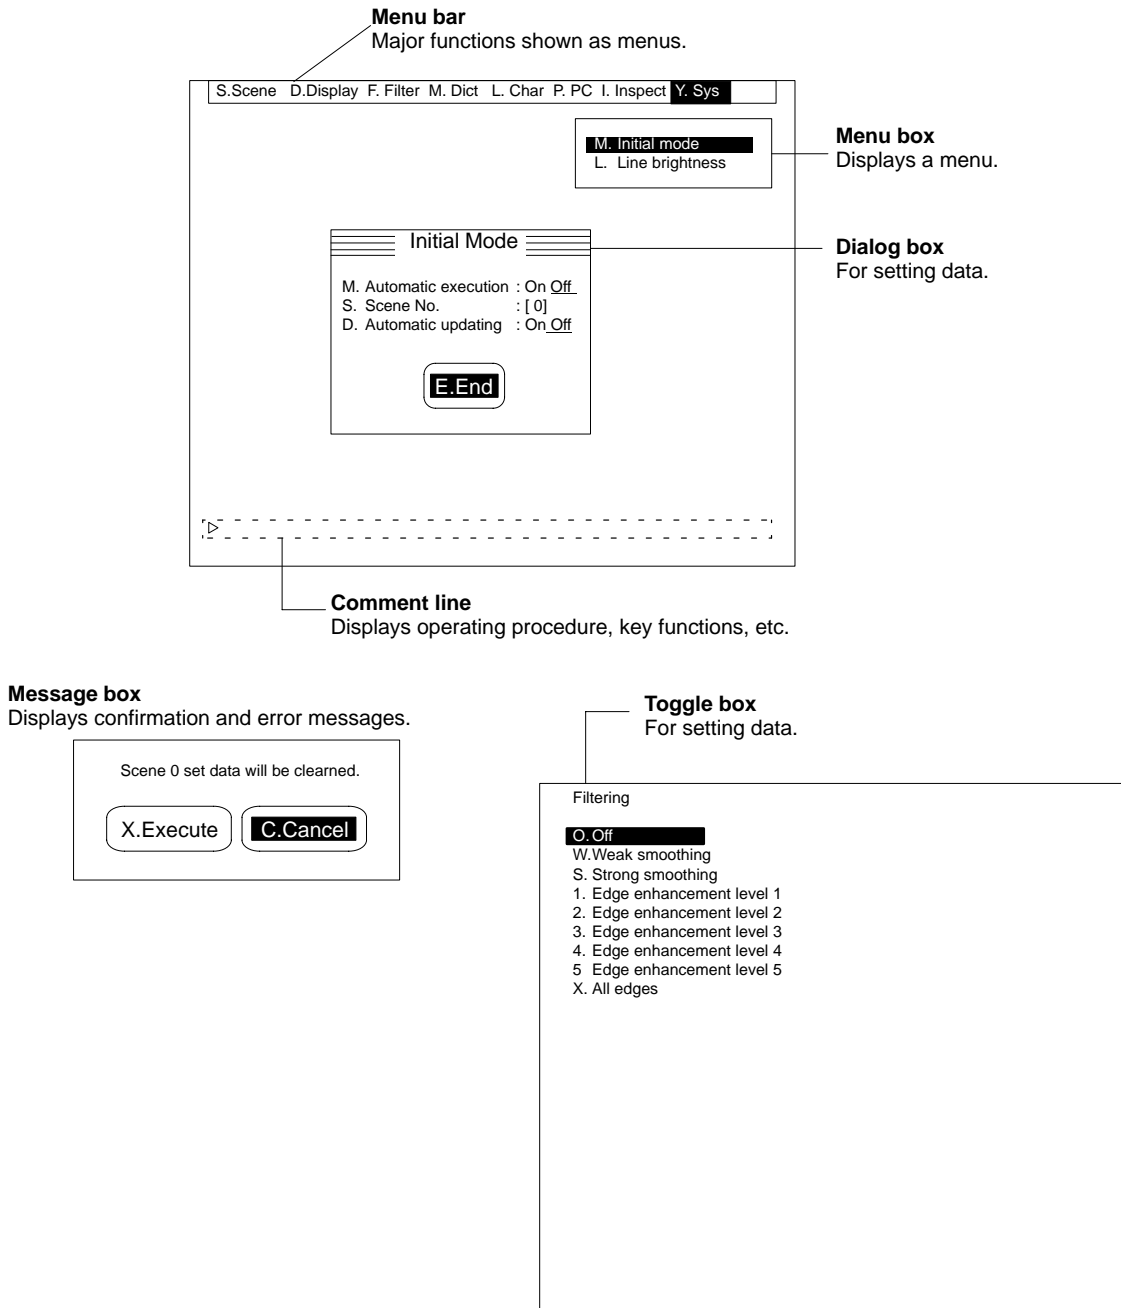 Menu bar
Major functions shown as menus.
S.Scene D.Display F. Filter M. Dict L. Char P. PC I. Inspect Y. Sys
M. Initial mode
L. Line brightness
Menu box
Displays a menu.
Initial Mode
Dialog box
For setting data.
M. Automatic execution : On Off
S. Scene No. : [ 0]
D. Automatic updating : On Off
E.End
Comment line
Displays operating procedure, key functions, etc.
Message box
Displays confirmation and error messages.
Scene 0 set data will be clearned.
X.Execute C.Cancel
Toggle box
For setting data.
Filtering
O. Off
W.Weak smoothing
S. Strong smoothing
1. Edge enhancement level 1
2. Edge enhancement level 2
3. Edge enhancement level 3
4. Edge enhancement level 4
5 Edge enhancement level 5
X. All edges